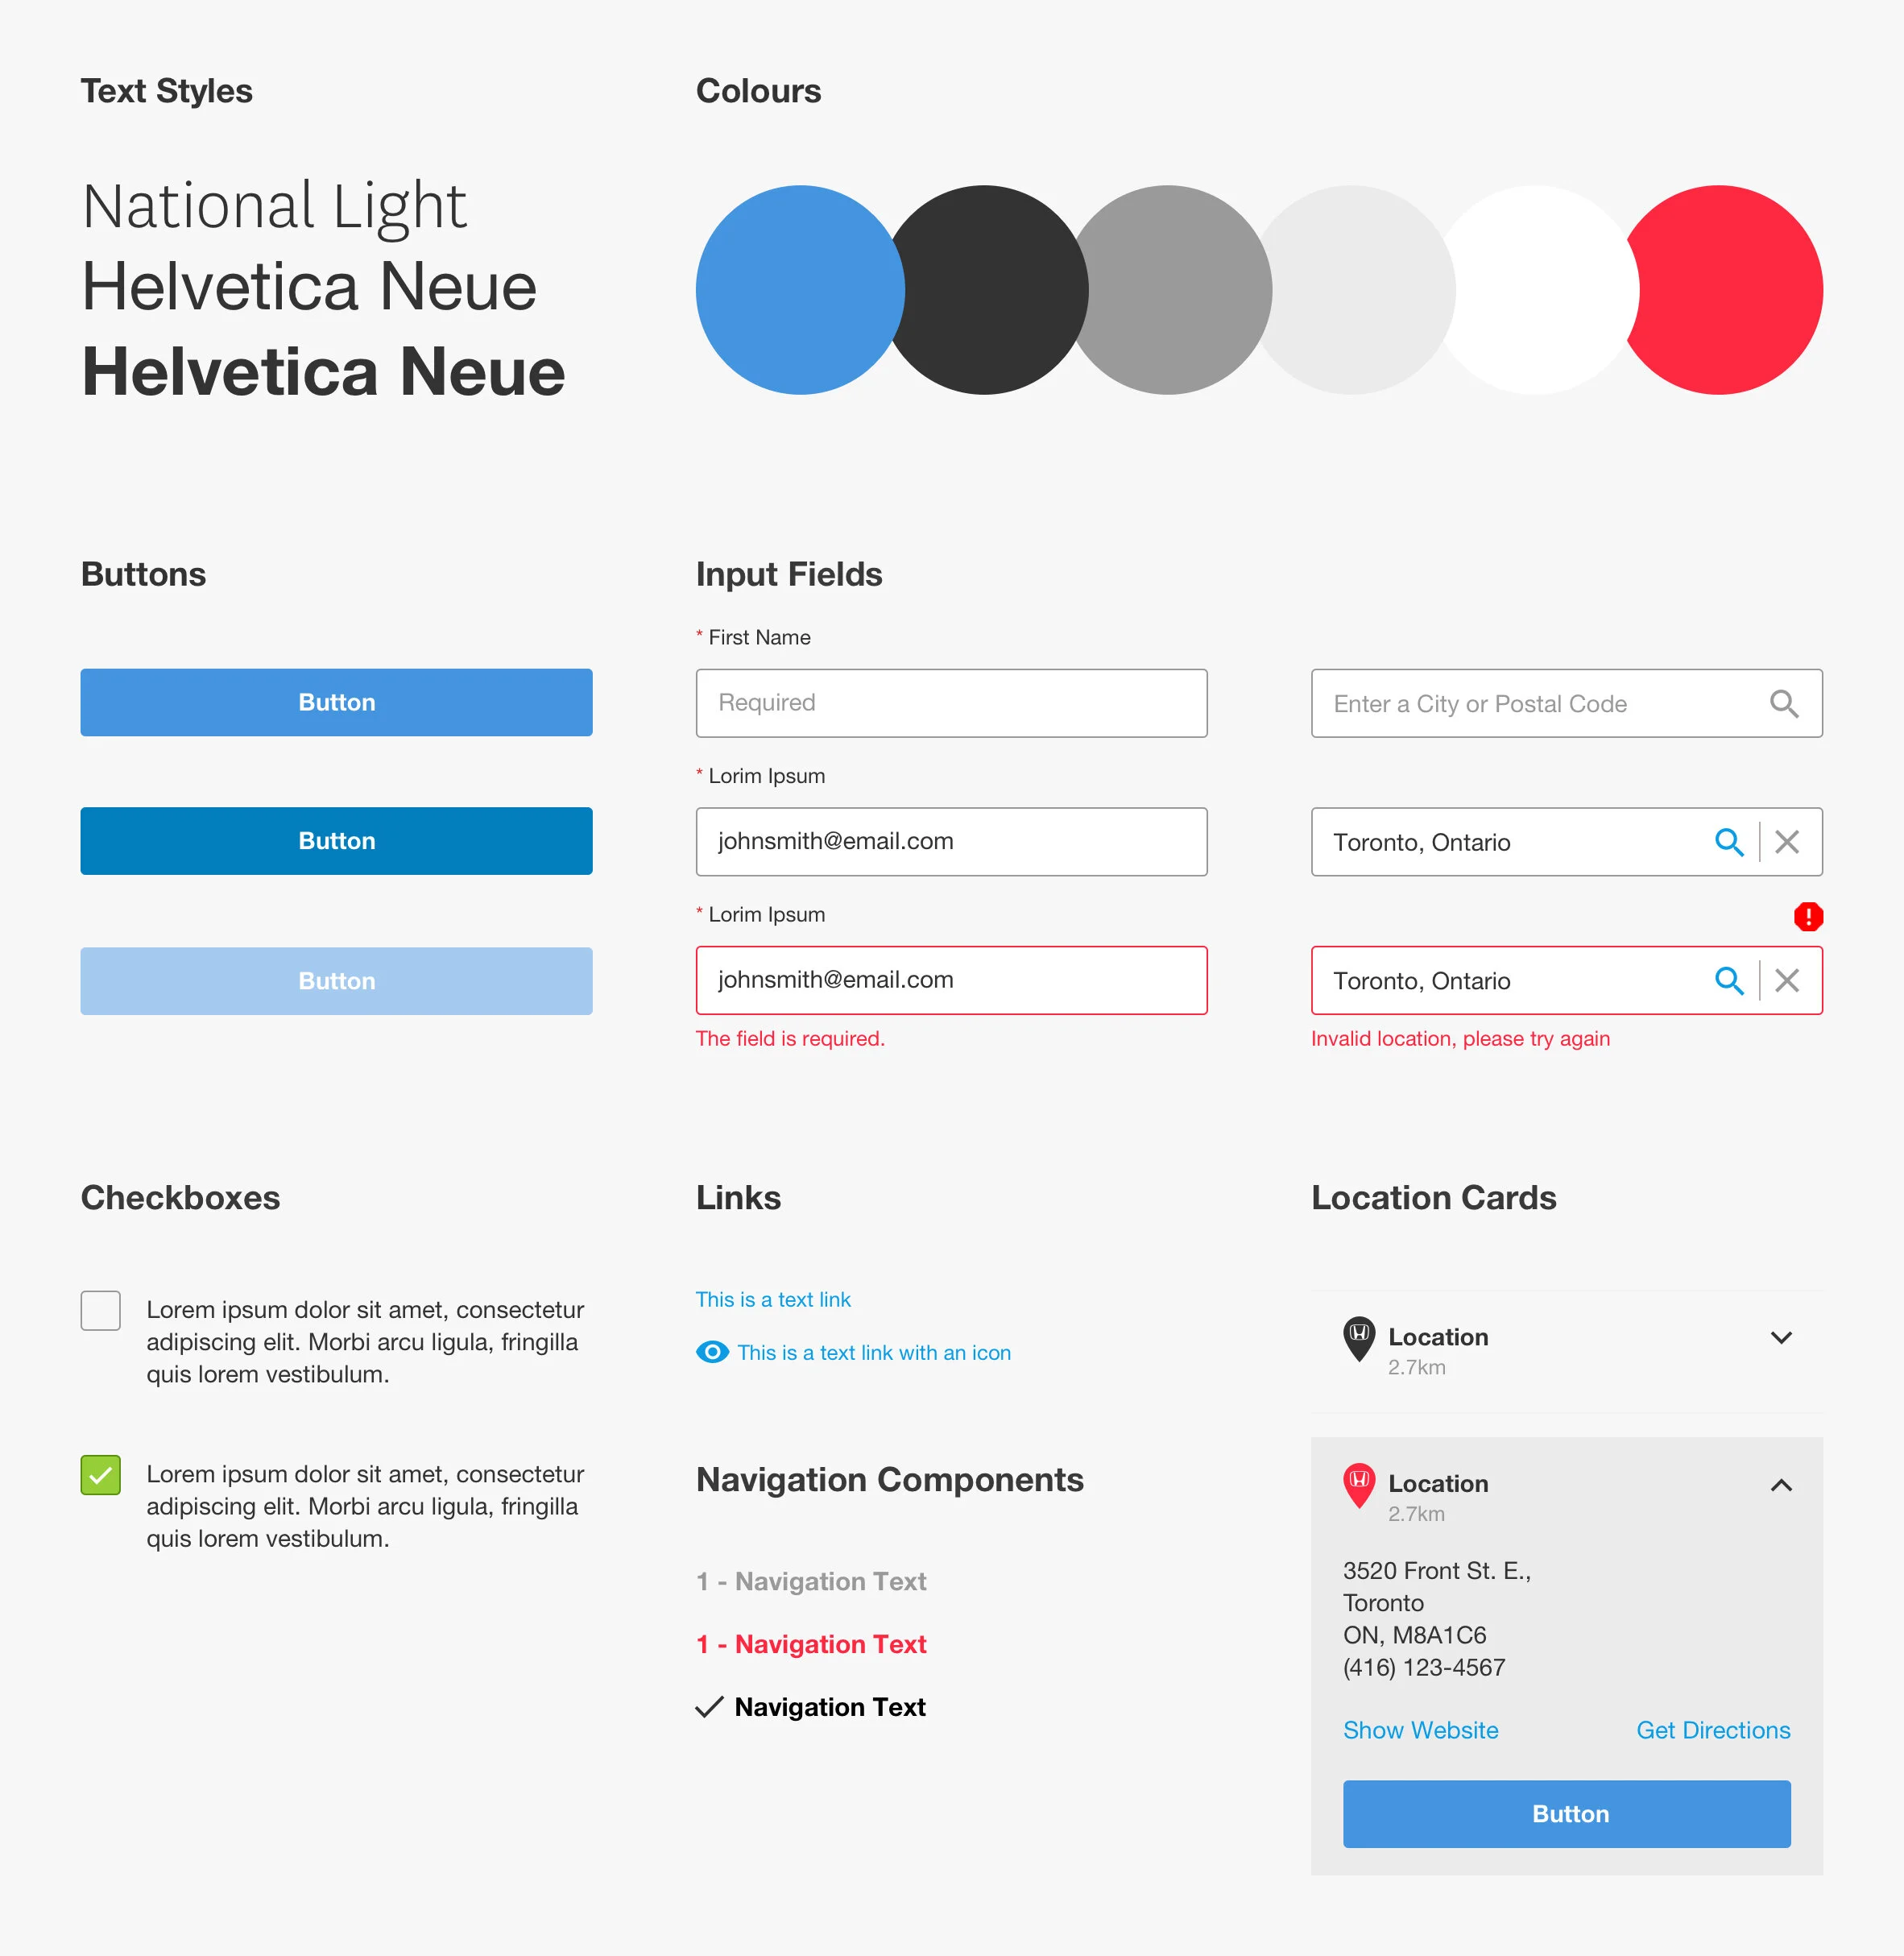 Text Styles
National Light
Helvetica Neue
Helvetica Neue
Colours
Buttons
Button
Button
Button
Input Fields
* First Name
Required
* Lorim Ipsum
johnsmith@email.com
* Lorim Ipsum
johnsmith@email.com
The field is required.
Enter a City or Postal Code
Toronto, Ontario
Toronto, Ontario
Invalid location, please try again
Checkboxes
Lorem ipsum dolor sit amet, consectetur
adipiscing elit. Morbi arcu ligula, fringilla
quis lorem vestibulum.
Lorem ipsum dolor sit amet, consectetur
adipiscing elit. Morbi arcu ligula, fringilla
quis lorem vestibulum.
Links
This is a text link
This is a text link with an icon
Navigation Components
1 - Navigation Text
1 - Navigation Text
Navigation Text
Location Cards
Location
2.7km
Location
2.7km
3520 Front St. E.,
Toronto
ON, M8A1C6
(416) 123-4567
Show Website
Get Directions
Button